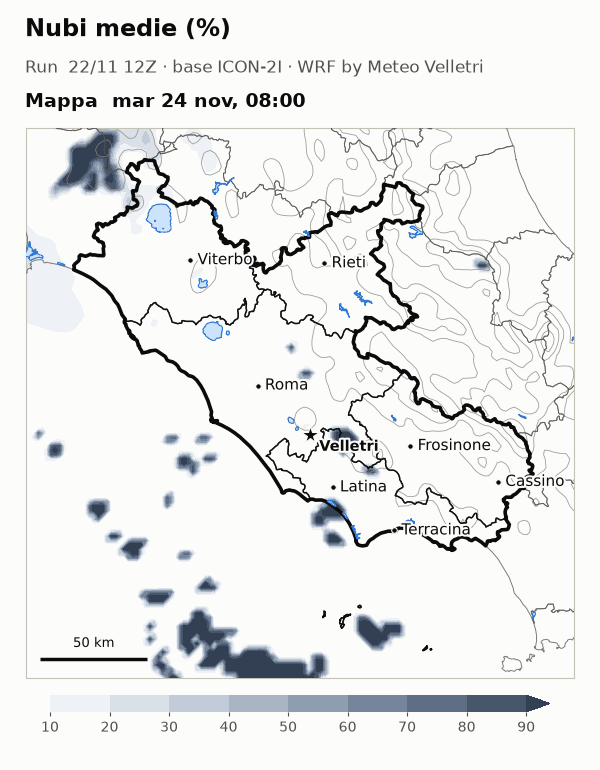 Nubi medie (%)
Run  22/11 12Z · base ICON-2I · WRF by Meteo Velletri
Mappa  mar 24 nov, 08:00
Viterbo
Rieti
Roma
Velletri
Frosinone
Cassino
Latina
Terracina
50 km
10 20 30 40 50 60 70 80 90